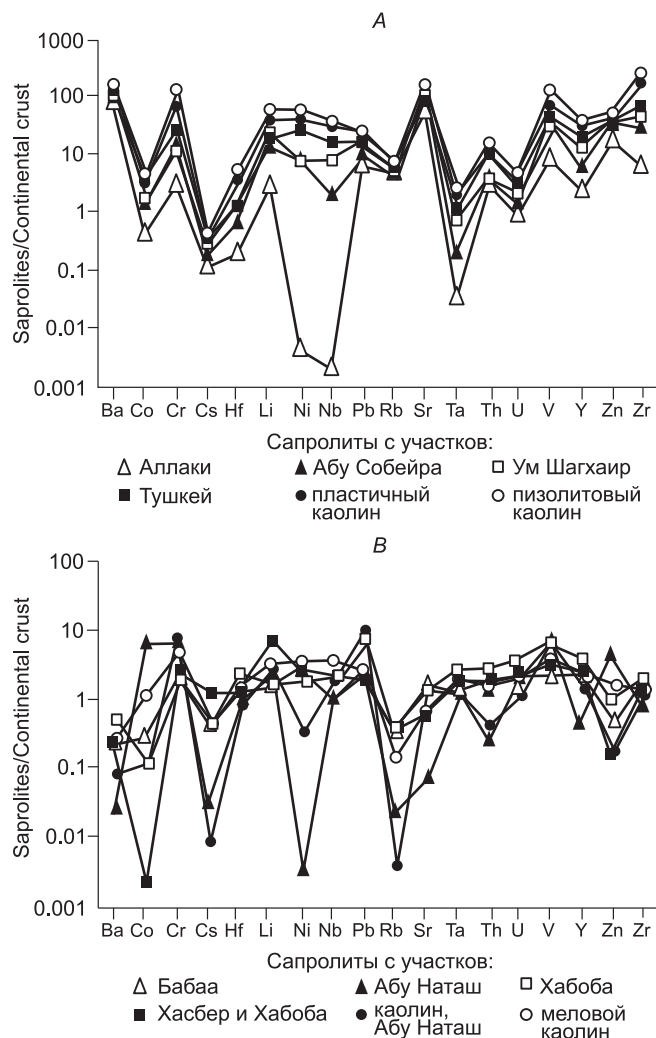 A
Saprolites/Continental crust
1000
100
10
1
0.1
0.01
0.001
Ba Co Cr Cs Hf Li Ni Nb Pb Rb Sr Ta Th U V Y Zn Zr
Сапролиты с участков:
Аллаки Абу Собейра Ум Шагхаир
Тушкей пластичный каолин пизолитовый каолин
B
Saprolites/Continental crust
100
10
1
0.1
0.01
0.001
Ba Co Cr Cs Hf Li Ni Nb Pb Rb Sr Ta Th U V Y Zn Zr
Сапролиты с участков:
Бабаа Абу Наташ Хабоба
Хасбер и Хабоба каолин, Абу Наташ меловой каолин